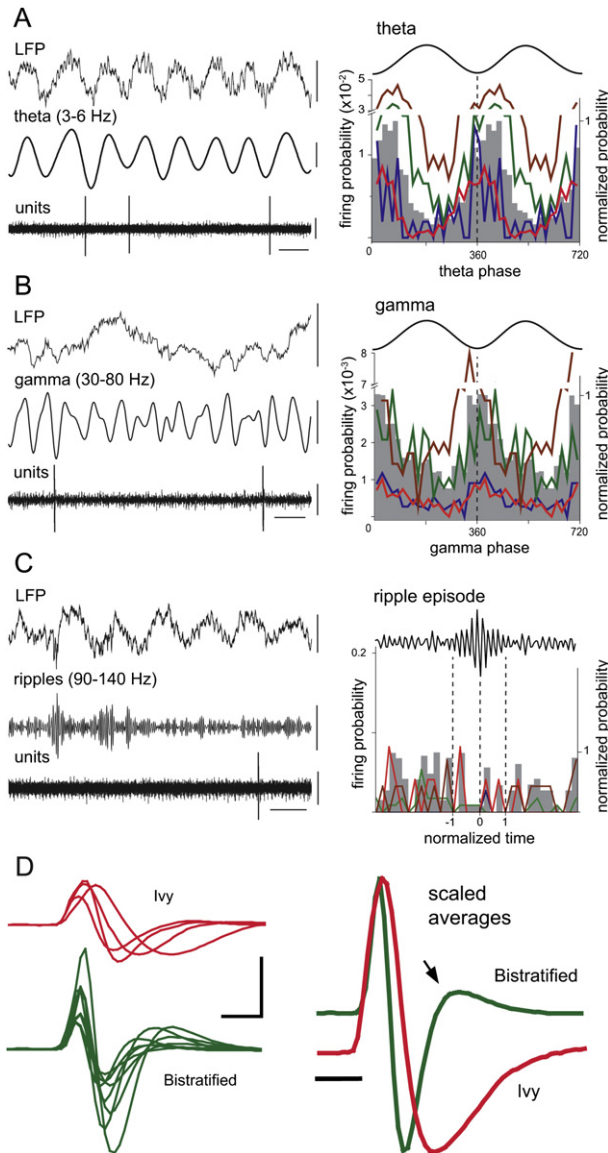 A
LFP
theta (3-6 Hz)
units
theta
firing probability (x10⁻²)
5
3
1
0
360
720
theta phase
1
normalized probability
B
LFP
gamma (30-80 Hz)
units
gamma
firing probability (x10⁻³)
8
7
3
2
1
0
360
720
gamma phase
1
normalized probability
C
LFP
ripples (90-140 Hz)
units
ripple episode
0.2
firing probability
-1
0
1
normalized time
1
normalized probability
D
Ivy
Bistratified
scaled
averages
Bistratified
Ivy